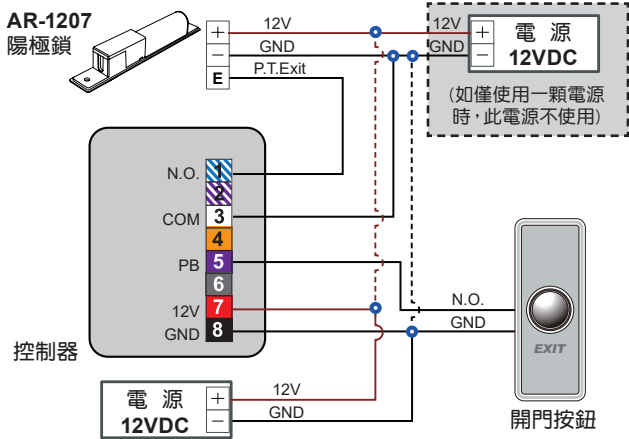 AR-1207
陽極鎖
+
−
E
12V
GND
P.T.Exit
12V
GND
+
−
電 源
12VDC
(如僅使用一顆電源
時,此電源不使用)
N.O.
COM
PB
12V
GND
1
2
3
4
5
6
7
8
控制器
N.O.
GND
EXIT
開門按鈕
電 源
12VDC
+
−
12V
GND